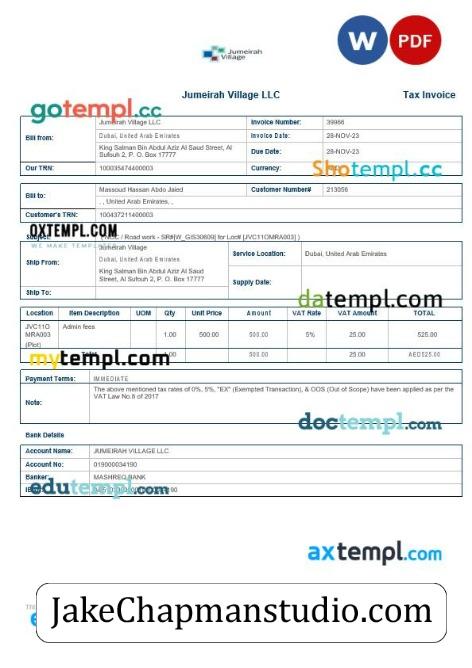 W PDF
Jumeirah
Village
Jumeirah Village LLC Tax Invoice
gotempl.cc
Bill from: Jumeirah Village LLC Invoice Number: 39966
Dubai, United Arab Emirates Invoice Date: 28-NOV-23
King Salman Bin Abdul Aziz Al Saud Street, Al
Sufouh 2, P. O. Box 17777 Due Date: 28-NOV-23
Our TRN: 100035474400003 Currency:
Shotempl.cc
Bill to: Massoud Hassan Abdo Jaied Customer Number# 213056
, , United Arab Emirates, ,
Customer's TRN: 100437211400003
OXTEMPL.COM
WE MAKE
Subject: / Road work - SR#[W_GIS30609] for Loc# [JVC11OMRA003] )
Ship From: Jumeirah Village Service Location: Dubai, United Arab Emirates
Dubai, United Arab Emirates
King Salman Bin Abdul Aziz Al Saud
Street, Al Sufouh 2, P. O. Box 17777 Supply Date:
Ship To:
datempl.com
Location Item Description UOM Qty Unit Price Amount VAT Rate VAT Amount TOTAL
JVC11O Admin fees 1.00 500.00 500.00 5% 25.00 525.00
MRA003
(Plot)
Total 1.00 500.00 25.00 AED525.00
mytempl.com
Payment Terms: IMMEDIATE
Note: The above mentioned tax rates of 0%, 5%, "EX" (Exempted Transaction), & OOS (Out of Scope) have been applied as per the
VAT Law No.8 of 2017
doctempl.com
Bank Details
Account Name: JUMEIRAH VILLAGE LLC
Account No: 019000034190
Banker: MASHREQ BANK
edutempl.com
axtempl.com
JakeChapmanstudio.com